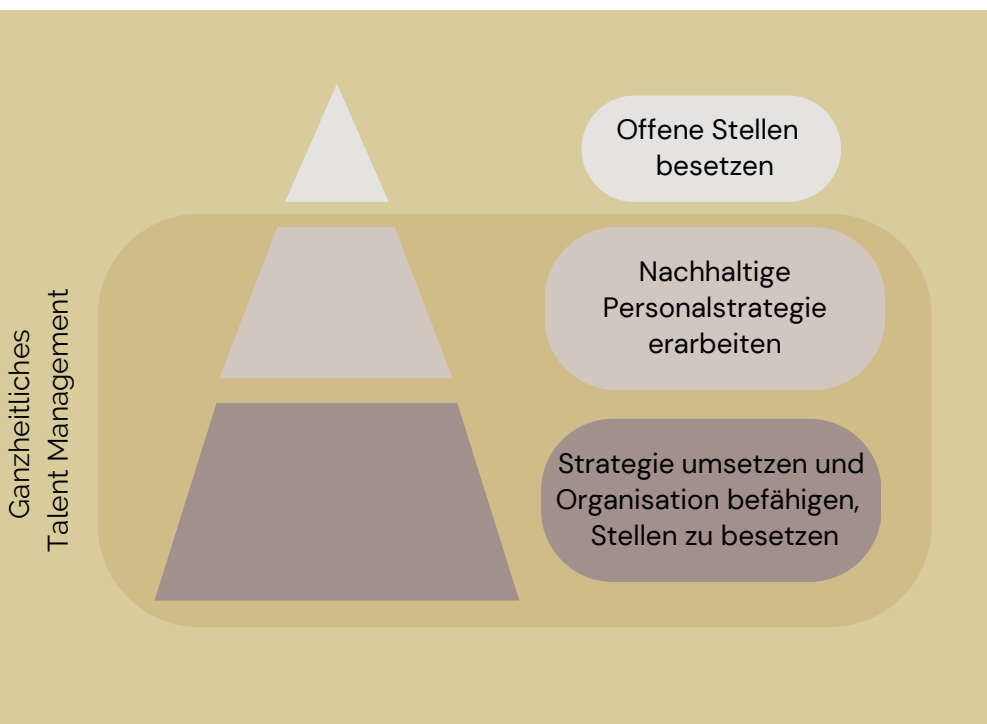 Offene Stellen
besetzen
Nachhaltige
Personalstrategie
erarbeiten
Strategie umsetzen und
Organisation befähigen,
Stellen zu besetzen
Ganzheitliches
Talent Management